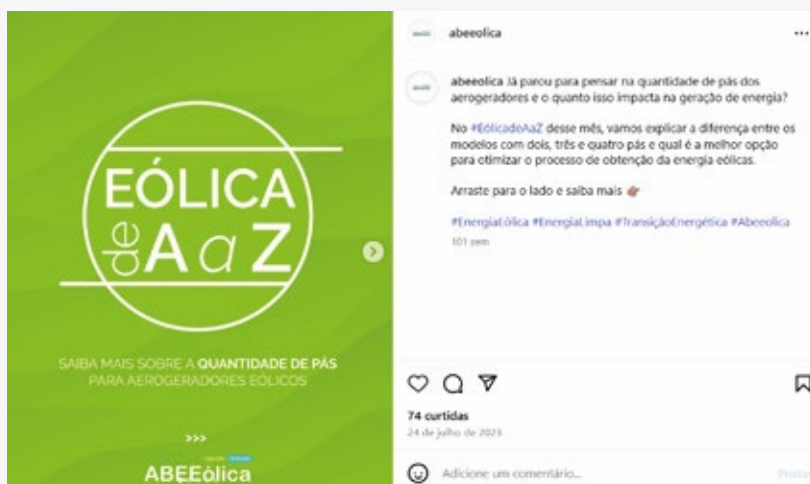 EÓLICA
de A a Z
SAIBA MAIS SOBRE A QUANTIDADE DE PÁS
PARA AEROGERADORES EÓLICOS
>>>
ABEEólica
abeeolica
abeeolica Já parou para pensar na quantidade de pás dos
aerogeradores e o quanto isso impacta na geração de energia?
No #EólicadeAaZ desse mês, vamos explicar a diferença entre os
modelos com dois, três e quatro pás e qual é a melhor opção
para otimizar o processo de obtenção da energia eólicas.
Arraste para o lado e saiba mais
#EnergiaEólica #EnergiaLimpa #TransiçãoEnergética #Abeeolica
101 sem
74 curtidas
24 de julho de 2023
Adicione um comentário...
Postar